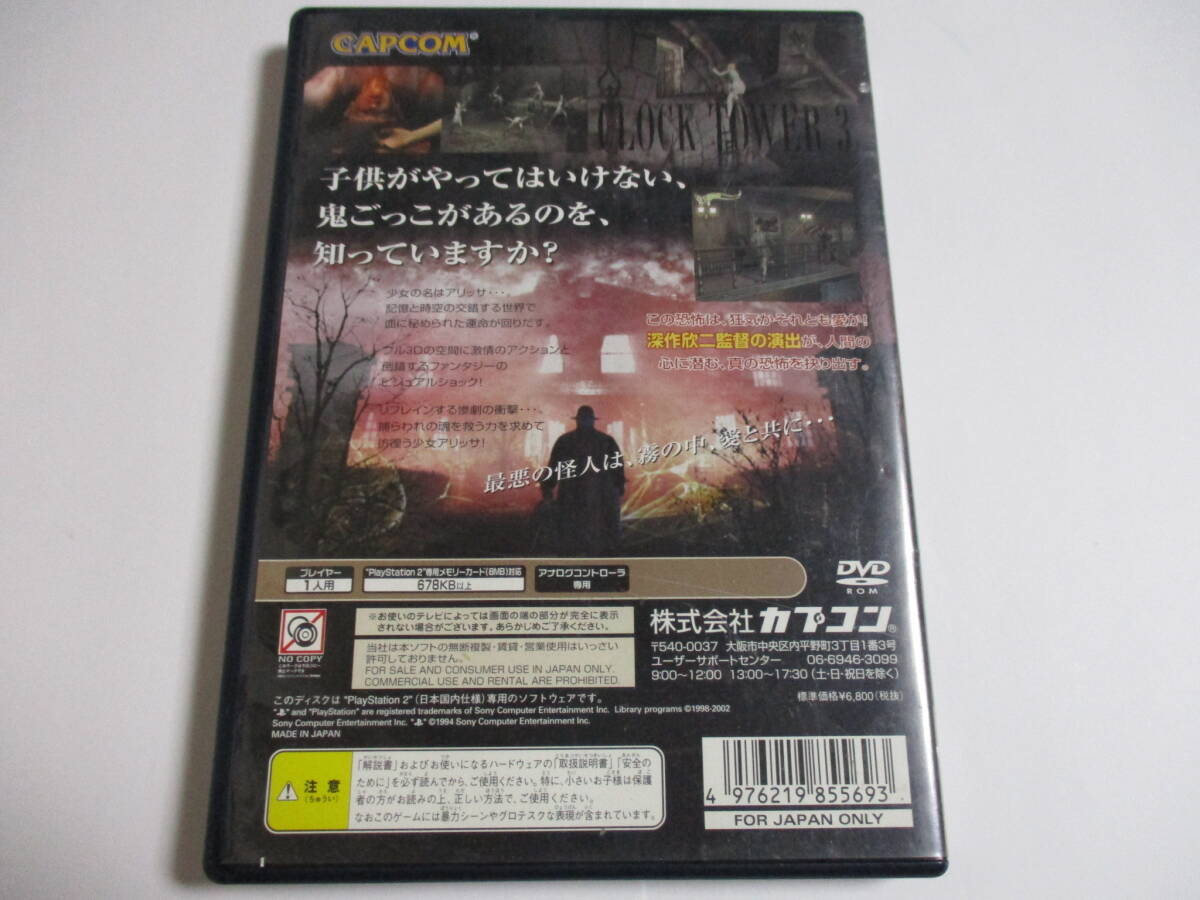 CAPCOM®
CLOCK TOWER 3
子供がやってはいけない、
鬼ごっこがあるのを、
知っていますか?
少女の名はアリッサ・・・。
記憶と時空の交錯する世界で
血に秘められた運命が回りだす。
フル3Dの空間に激情のアクションと
倒錯するファンタジーの
ビジュアルショック!
リフレインする惨劇の衝撃・・・。
捕らわれの魂を救う力を求めて
彷徨う少女アリッサ!
この恐怖は、狂気かそれとも愛か!
深作欣二監督の演出が、人間の
心に潜む、真の恐怖を抉り出す。
最悪の怪人は、霧の中、愛と共に・・・
プレイヤー
1人用
"PlayStation 2"専用メモリーカード(8MB)対応
678KB以上
アナログコントローラ
専用
DVD
ROM
NO COPY
※お使いのテレビによっては画面の端の部分が完全に表示
されない場合がございます。あらかじめご了承ください。
当社は本ソフトの無断複製・賃貸・営業使用はいっさい
許可しておりません。
FOR SALE AND CONSUMER USE IN JAPAN ONLY.
COMMERCIAL USE AND RENTAL ARE PROHIBITED.
株式会社 カプコン®
〒540-0037 大阪市中央区内平野町3丁目1番3号
ユーザーサポートセンター 06-6946-3099
9:00〜12:00 13:00〜17:30 (土・日・祝日を除く)
標準価格¥6,800(税抜)
このディスクは "PlayStation 2" (日本国内仕様) 専用のソフトウェアです。
" " and "PlayStation" are registered trademarks of Sony Computer Entertainment Inc. Library programs ©1998-2002
Sony Computer Entertainment Inc. " " ©1994 Sony Computer Entertainment Inc.
MADE IN JAPAN
注意
(ちゅうい)
「解説書」およびお使いになるハードウェアの「取扱説明書」「安全の
ために」を必ず読んでから、ご使用ください。特に、小さいお子様は保護
者の方がお読みの上、正しい方法で、ご使用ください。
なおこのゲームには暴力シーンやグロテスクな表現が含まれています。
4 976219 855693
FOR JAPAN ONLY